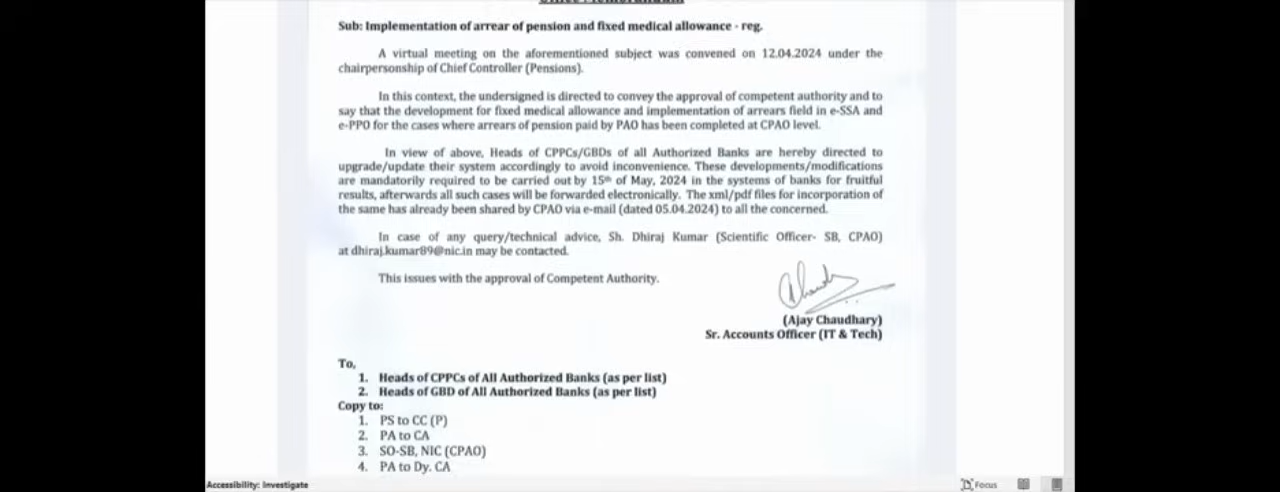 Sub: Implementation of arrear of pension and fixed medical allowance - reg.
A virtual meeting on the aforementioned subject was convened on 12.04.2024 under the
chairpersonship of Chief Controller (Pensions).
In this context, the undersigned is directed to convey the approval of competent authority and to
say that the development for fixed medical allowance and implementation of arrears field in e-SSA and
e-PPO for the cases where arrears of pension paid by PAO has been completed at CPAO level.
In view of above, Heads of CPPCs/GBDs of all Authorized Banks are hereby directed to
upgrade/update their system accordingly to avoid inconvenience. These developments/modifications
are mandatorily required to be carried out by 15th of May, 2024 in the systems of banks for fruitful
results, afterwards all such cases will be forwarded electronically. The xml/pdf files for incorporation of
the same has already been shared by CPAO via e-mail (dated 05.04.2024) to all the concerned.
In case of any query/technical advice, Sh. Dhiraj Kumar (Scientific Officer- SB, CPAO)
at dhiraj.kumar89@nic.in may be contacted.
This issues with the approval of Competent Authority.
(Ajay Chaudhary)
Sr. Accounts Officer (IT & Tech)
To,
1. Heads of CPPCs of All Authorized Banks (as per list)
2. Heads of GBD of All Authorized Banks (as per list)
Copy to:
1. PS to CC (P)
2. PA to CA
3. SO-SB, NIC (CPAO)
4. PA to Dy. CA
Accessibility: Investigate
Focus